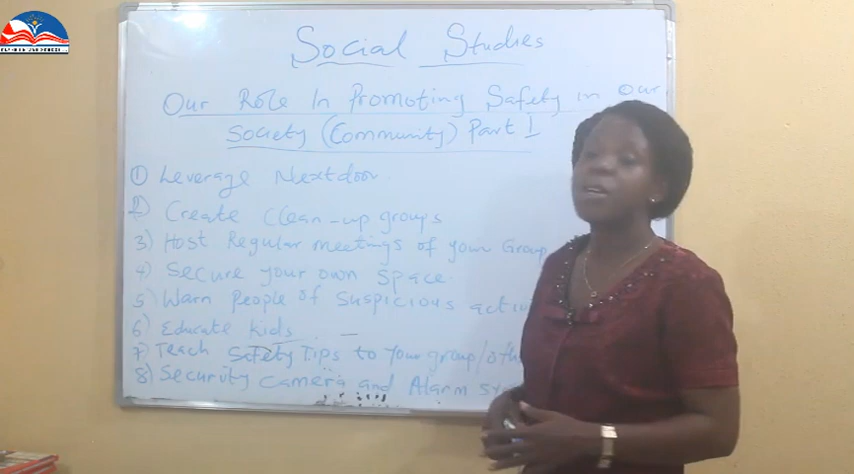 Social Studies
Our Role In Promoting Safety in Our
Society (Community) Part 1
1 Leverage Nextdoor
2 Create clean-up groups
3) Host Regular meetings of your Group
4) Secure your own space.
5) Warn People of suspicious
6) Educate kids
7) Teach Safety Tips to Your group/
8) Security Camera and Alarm